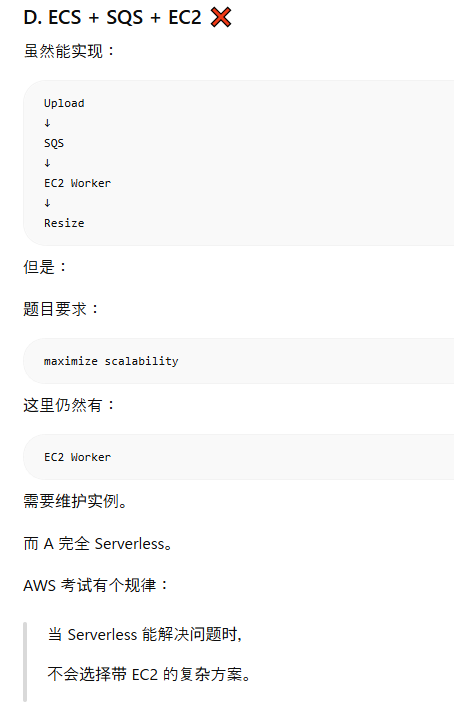 D. ECS + SQS + EC2 ❌
虽然能实现：
Upload
↓
SQS
↓
EC2 Worker
↓
Resize
但是：
题目要求：
maximize scalability
这里仍然有：
EC2 Worker
需要维护实例。
而 A 完全 Serverless。
AWS 考试有个规律：
当 Serverless 能解决问题时,
不会选择带 EC2 的复杂方案。